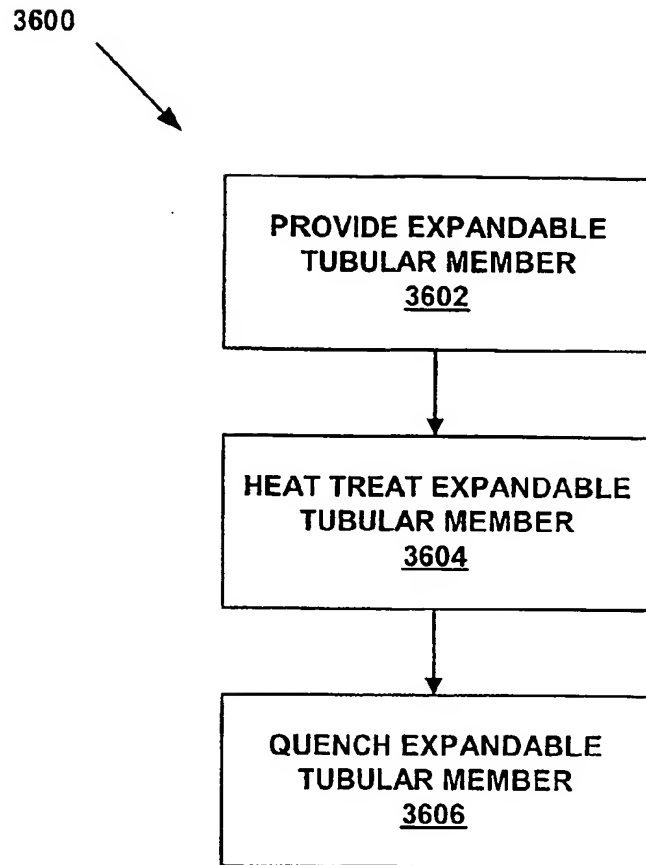 3600
PROVIDE EXPANDABLE
TUBULAR MEMBER
3602
HEAT TREAT EXPANDABLE
TUBULAR MEMBER
3604
QUENCH EXPANDABLE
TUBULAR MEMBER
3606